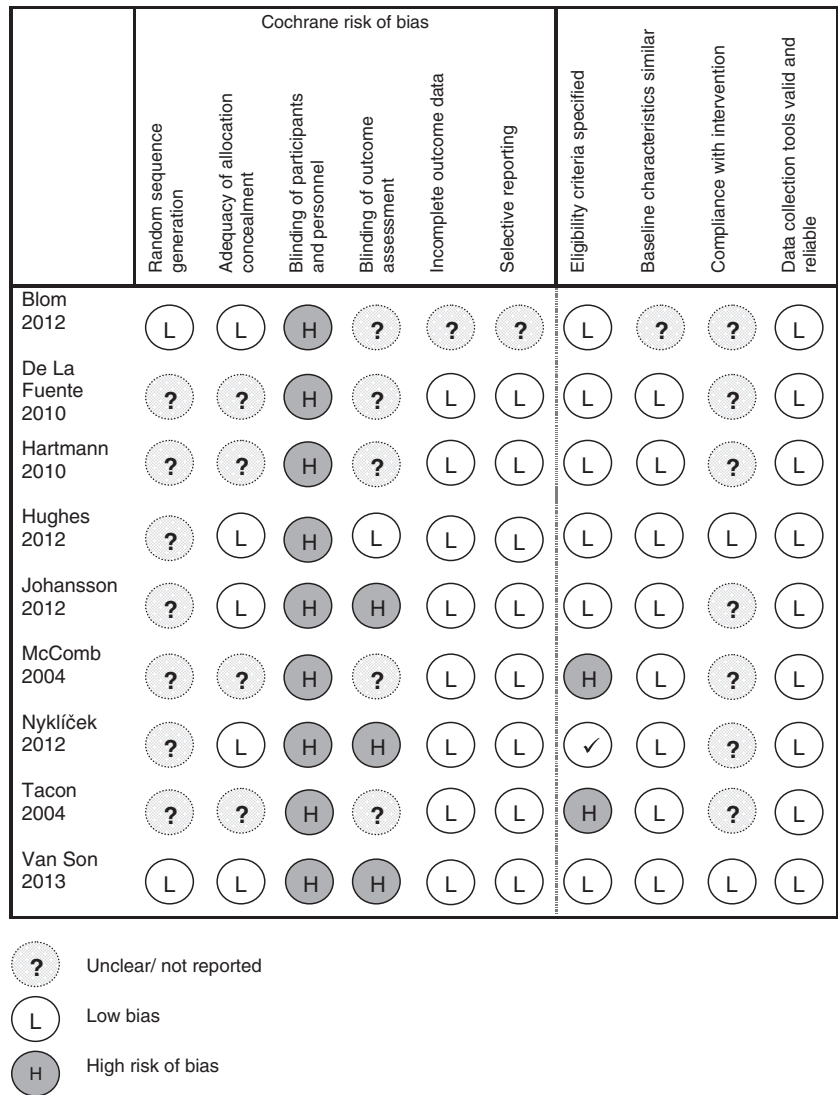 Cochrane risk of bias
Random sequence
generation
Adequacy of allocation
concealment
Blinding of participants
and personnel
Blinding of outcome
assessment
Incomplete outcome data
Selective reporting
Eligibility criteria specified
Baseline characteristics similar
Compliance with intervention
Data collection tools valid and
reliable
Blom
2012
L L H ? ? ? L ? ? L
De La
Fuente
2010
? ? H ? L L L L ? L
Hartmann
2010
? ? H ? L L L L ? L
Hughes
2012
? L H L L L L L L L
Johansson
2012
? L H H L L L L ? L
McComb
2004
? ? H ? L L H L ? L
Nyklíček
2012
? L H H L L ✓ L ? L
Tacon
2004
? ? H ? L L H L ? L
Van Son
2013
L L H H L L L L L L
? Unclear/ not reported
L Low bias
H High risk of bias